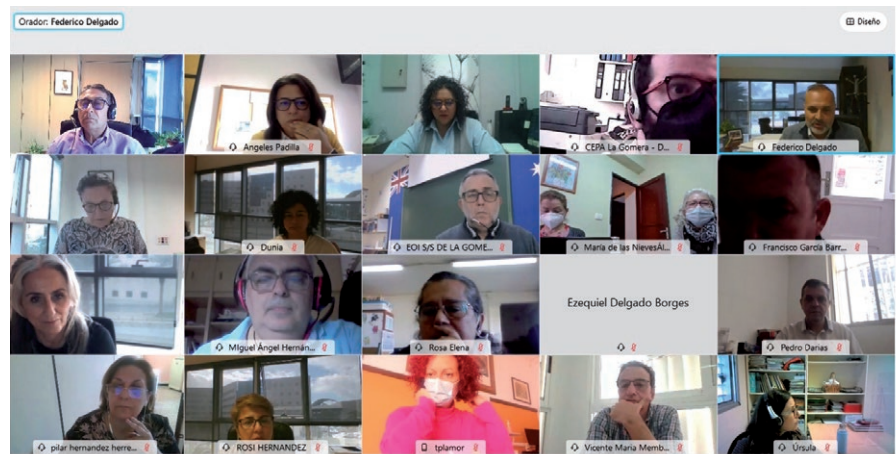 Orador: Federico Delgado
Diseño
Angeles Padilla
CEPA La Gomera - D...
Federico Delgado
Dunia
EOI S/S DE LA GOME...
María de las NievesÁl...
Francisco García Barr...
MIguel Ángel Hernán...
Rosa Elena
Ezequiel Delgado Borges
Pedro Darias
pilar hernandez herre...
ROSI HERNANDEZ
tplamor
Vicente María Memb...
Úrsula